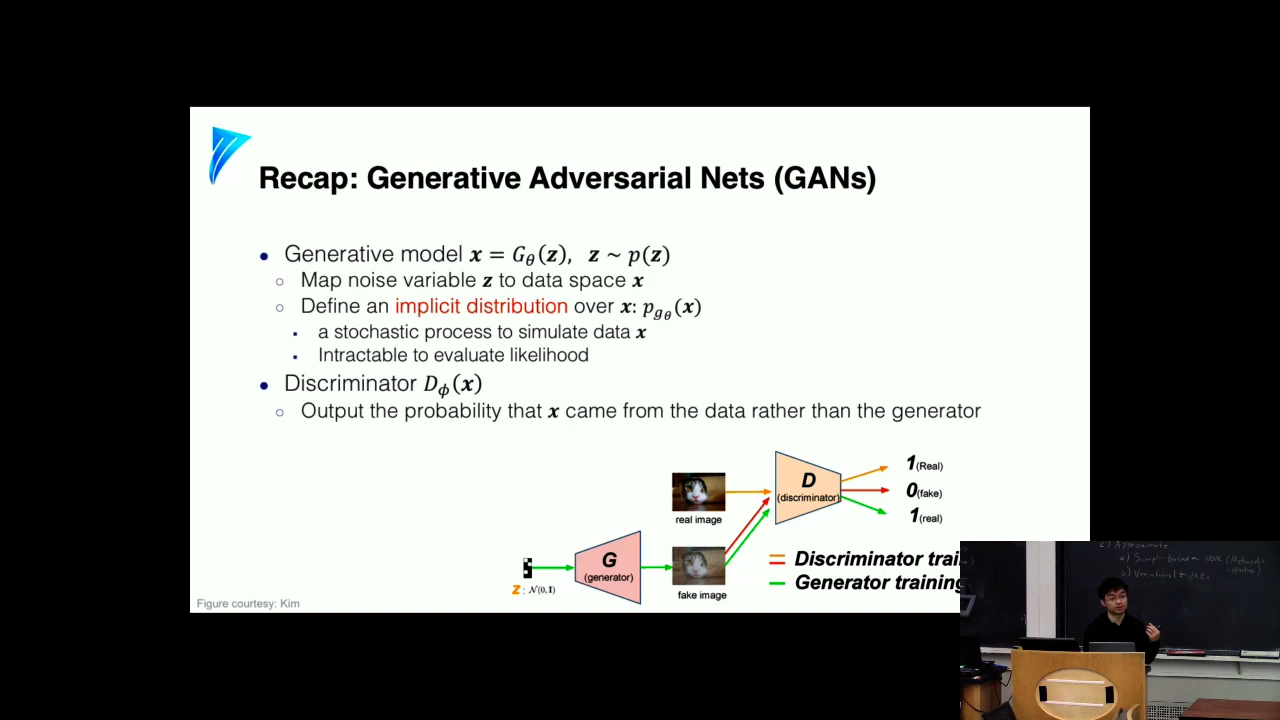 Recap: Generative Adversarial Nets (GANs)
• Generative model 𝒙 = G_θ(𝒛), 𝒛 ~ p(𝒛)
○ Map noise variable 𝒛 to data space 𝒙
○ Define an implicit distribution over 𝒙: p_{g_θ}(𝒙)
▪ a stochastic process to simulate data 𝒙
▪ Intractable to evaluate likelihood
• Discriminator D_ϕ(𝒙)
○ Output the probability that 𝒙 came from the data rather than the generator
real image
D
(discriminator)
1 (Real)
0 (fake)
1 (real)
z : 𝒩(0, I)
G
(generator)
fake image
Discriminator trai
Generator training
Figure courtesy: Kim
2) Approximate
b) Variational